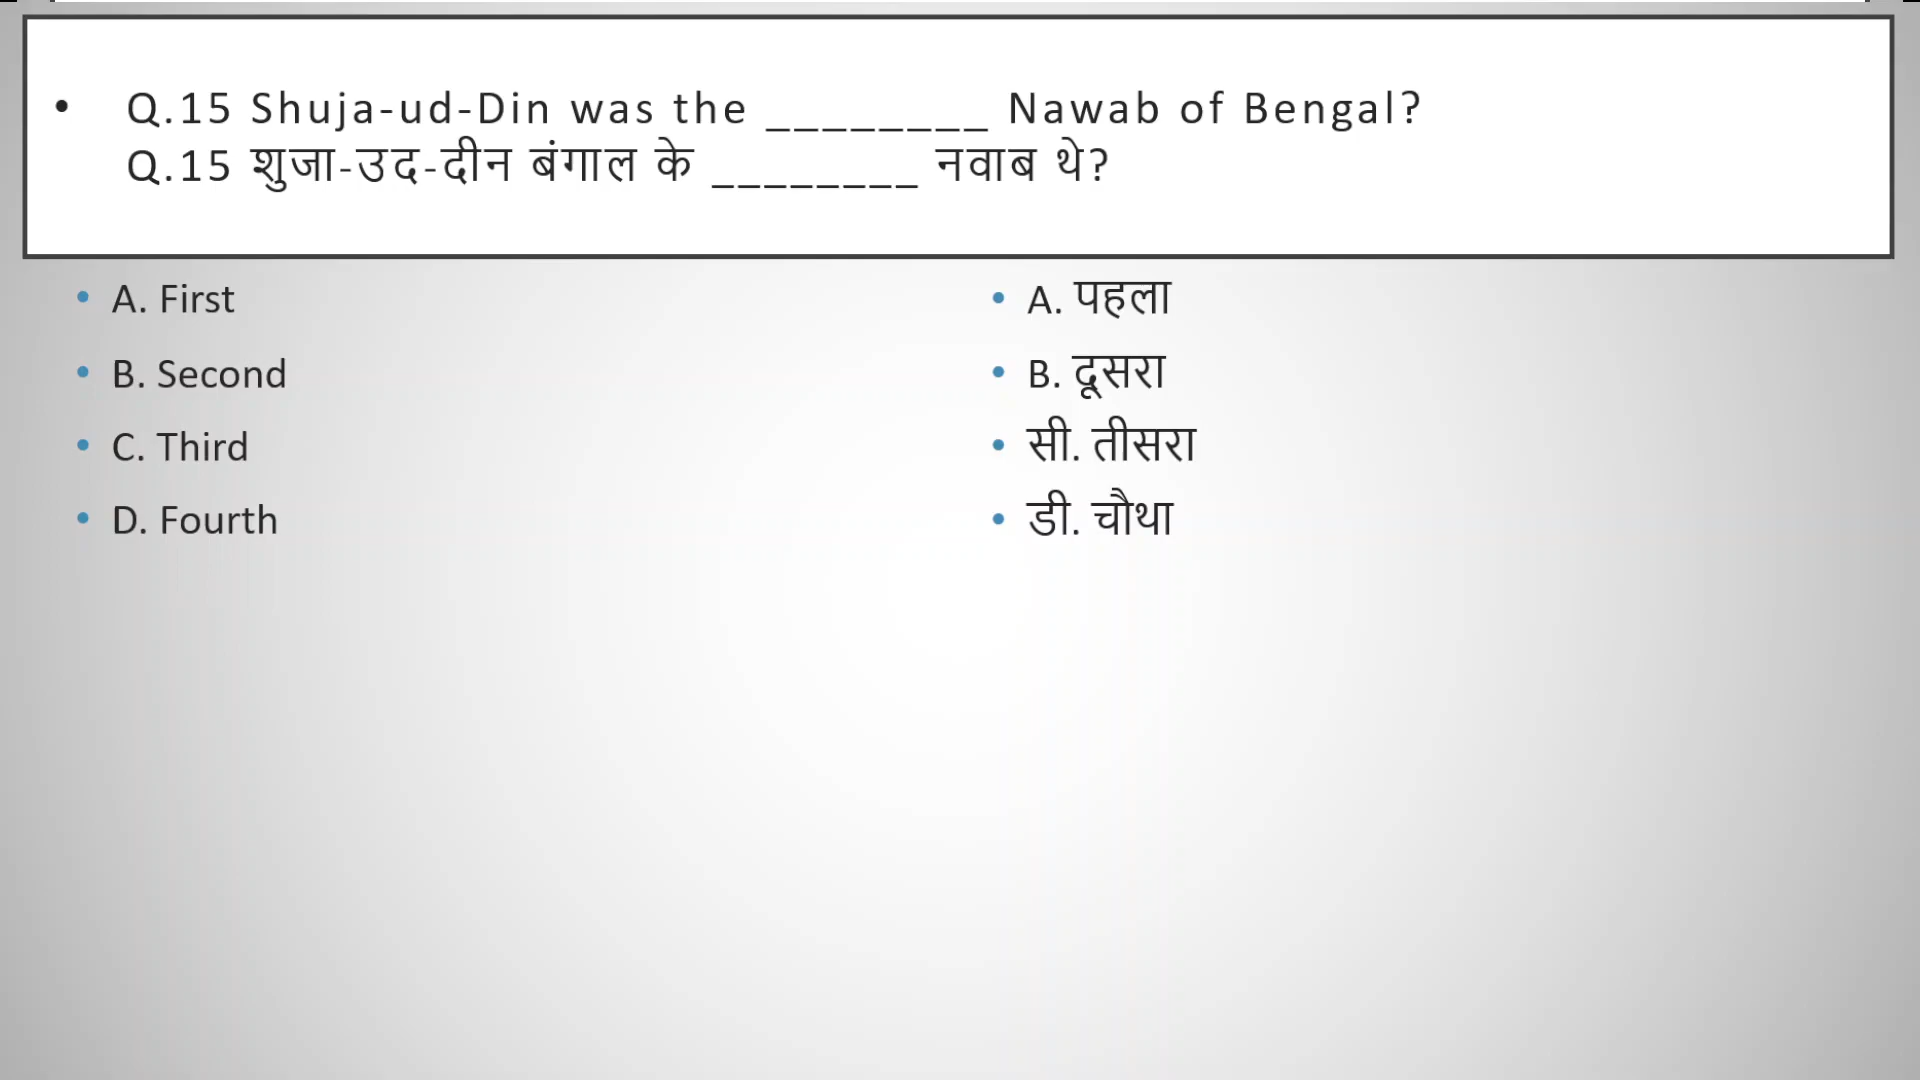 • Q.15 Shuja-ud-Din was the ________ Nawab of Bengal?
Q.15 शुजा-उद-दीन बंगाल के ________ नवाब थे?
• A. First
• B. Second
• C. Third
• D. Fourth
• A. पहला
• B. दूसरा
• सी. तीसरा
• डी. चौथा